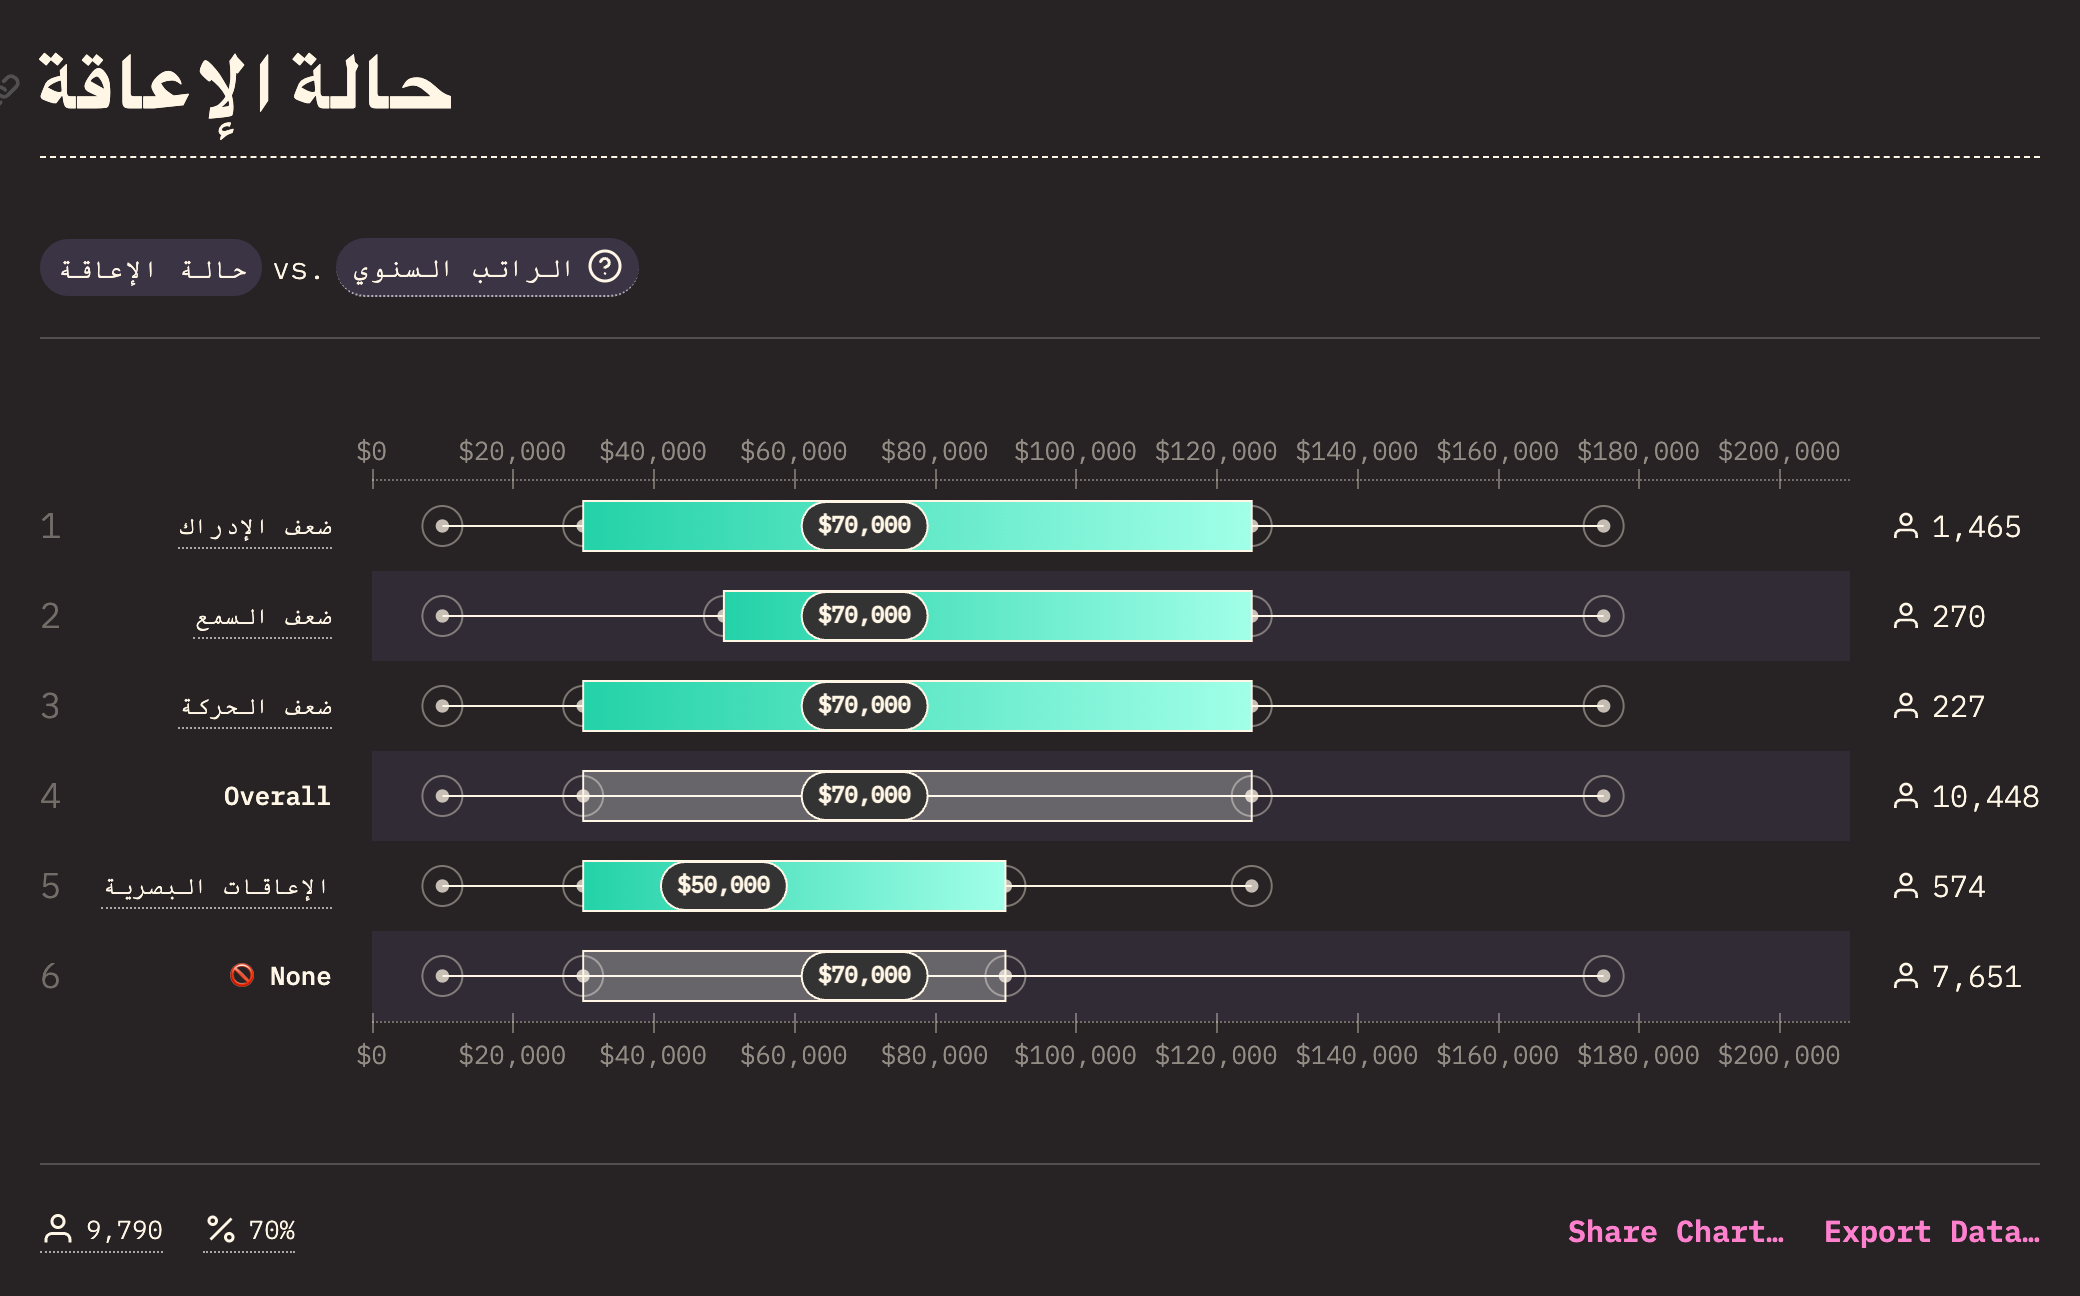 حالة الإعاقة
حالة الإعاقة vs. الراتب السنوي
$0 $20,000 $40,000 $60,000 $80,000 $100,000 $120,000 $140,000 $160,000 $180,000 $200,000
1 ضعف الإدراك $70,000 1,465
2 ضعف السمع $70,000 270
3 ضعف الحركة $70,000 227
4 Overall $70,000 10,448
5 الإعاقات البصرية $50,000 574
6 🚫 None $70,000 7,651
$0 $20,000 $40,000 $60,000 $80,000 $100,000 $120,000 $140,000 $160,000 $180,000 $200,000
9,790 % 70% Share Chart… Export Data…